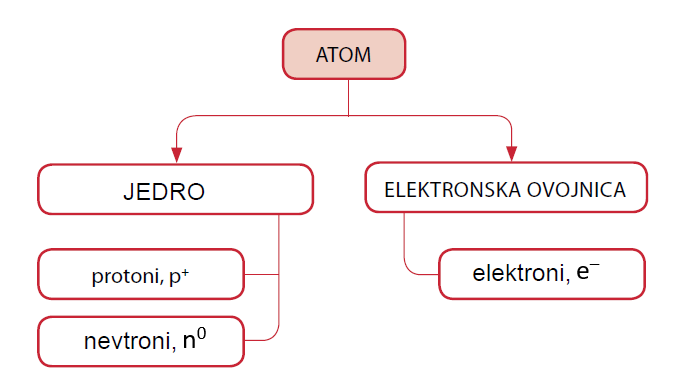 ATOM
JEDRO
ELEKTRONSKA OVOJNICA
protoni, p⁺
elektroni, e⁻
nevtroni, n⁰